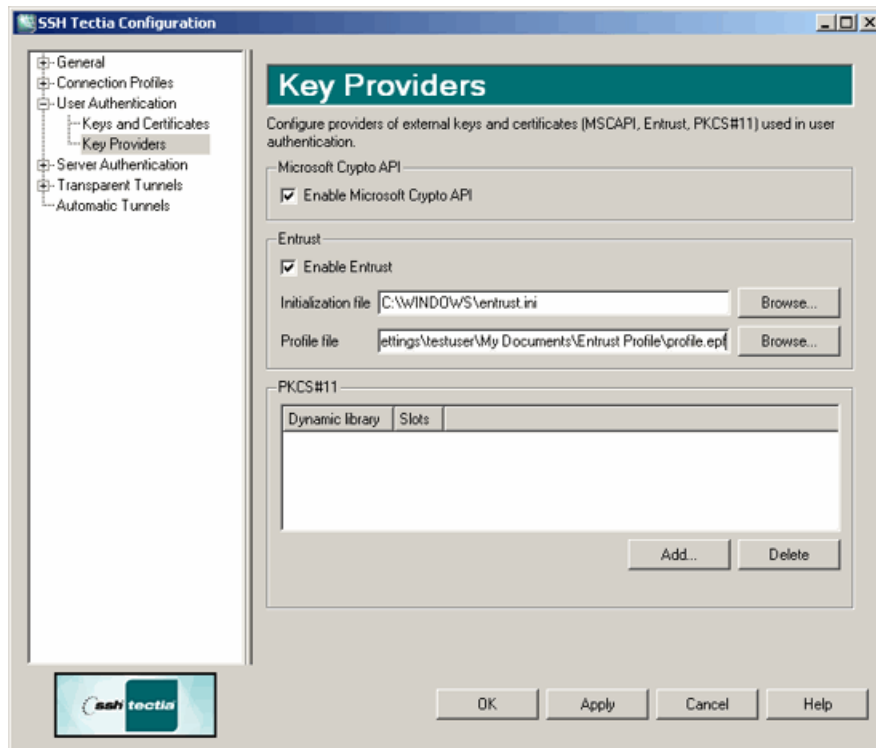 SSH Tectia Configuration
General
Connection Profiles
User Authentication
Keys and Certificates
Key Providers
Server Authentication
Transparent Tunnels
Automatic Tunnels
Key Providers
Configure providers of external keys and certificates (MSCAPI, Entrust, PKCS#11) used in user
authentication.
Microsoft Crypto API
Enable Microsoft Crypto API
Entrust
Enable Entrust
Initialization file C:\WINDOWS\entrust.ini Browse...
Profile file ettings\testuser\My Documents\Entrust Profile\profile.epf Browse...
PKCS#11
Dynamic library Slots
Add... Delete
ssh tectia
OK Apply Cancel Help